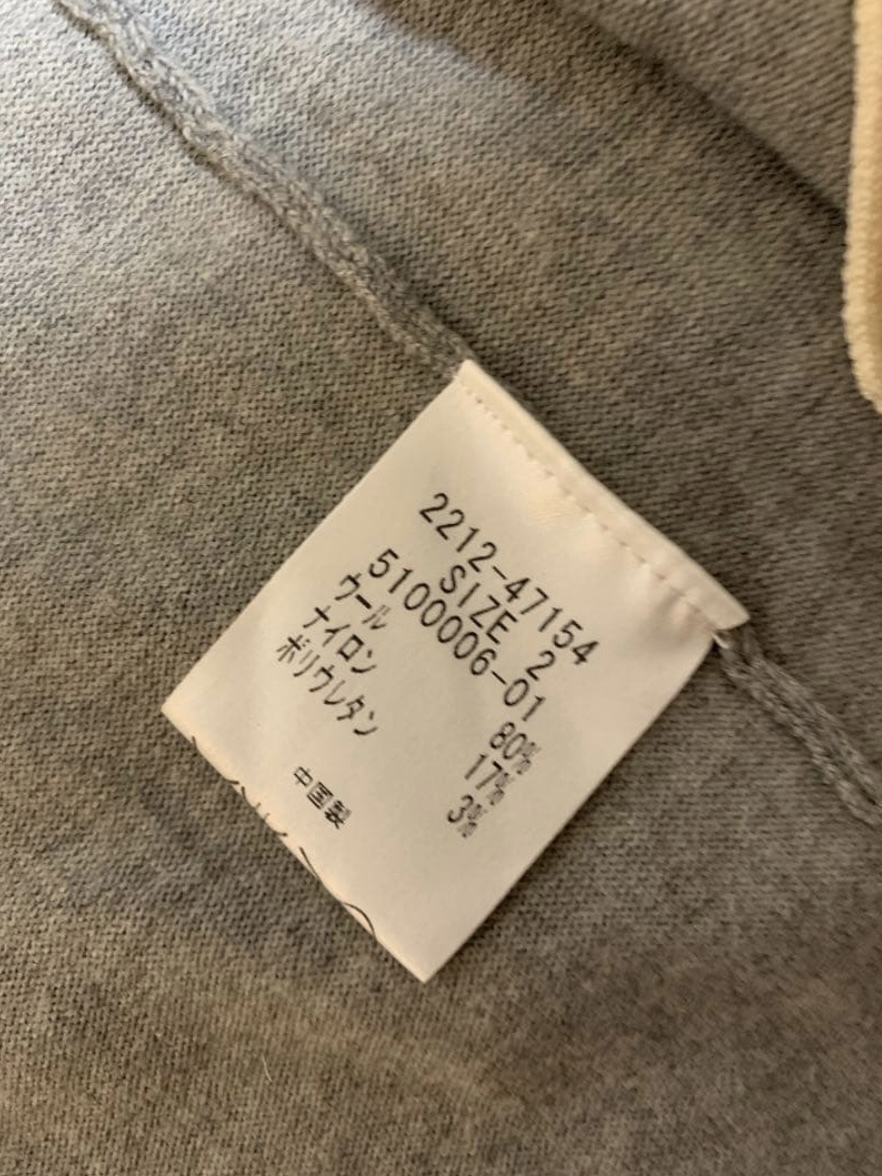 2212-47154
SIZE 2
5100006-01
ウール 80%
ナイロン 17%
ポリウレタン 3%
中国製